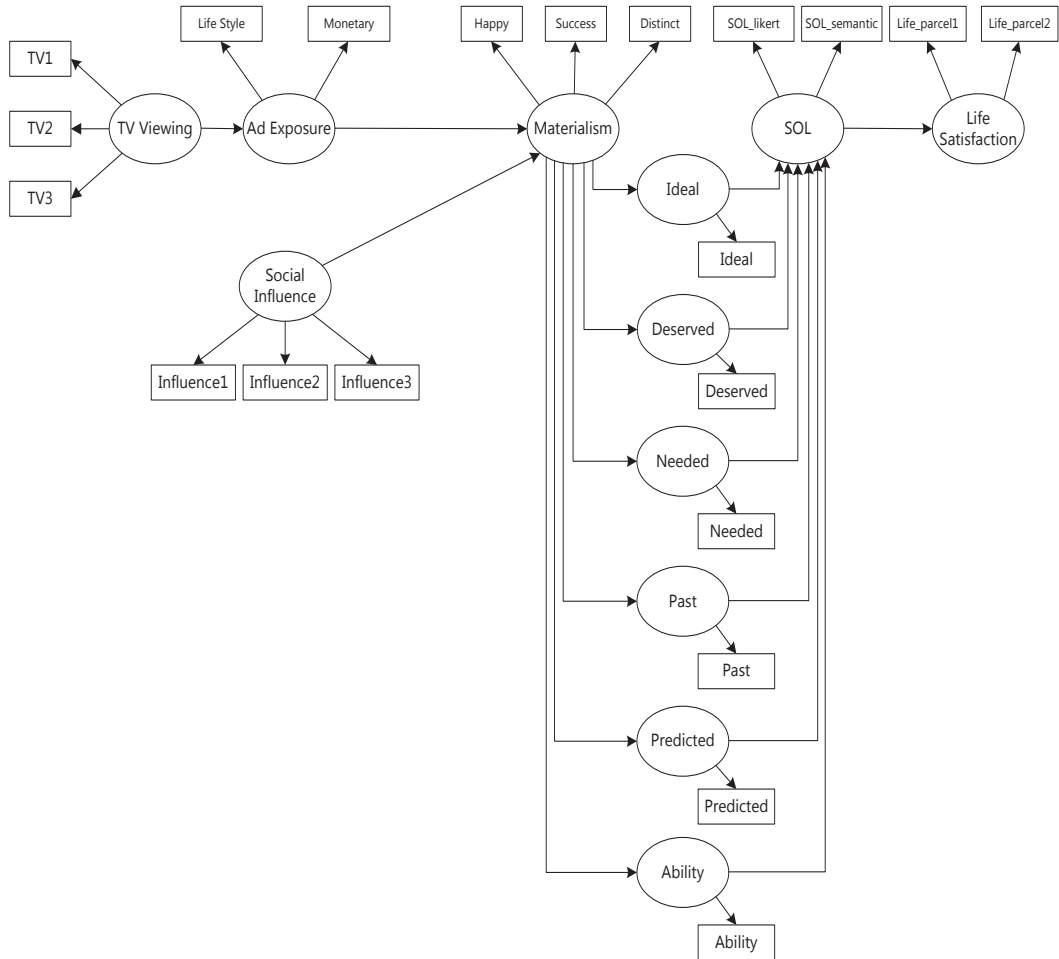 Life Style
Monetary
Happy
Success
Distinct
SOL_likert
SOL_semantic
Life_parcel1
Life_parcel2
TV1
TV2
TV3
TV Viewing
Ad Exposure
Materialism
SOL
Life
Satisfaction
Ideal
Ideal
Social
Influence
Influence1
Influence2
Influence3
Deserved
Deserved
Needed
Needed
Past
Past
Predicted
Predicted
Ability
Ability